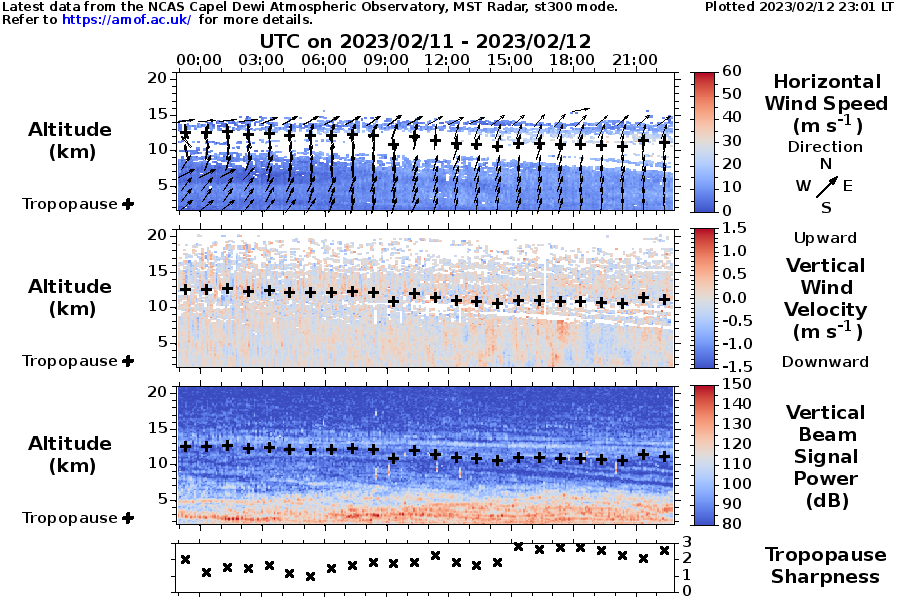 Latest data from the NCAS Capel Dewi Atmospheric Observatory, MST Radar, st300 mode.
Plotted 2023/02/12 23:01 LT
Refer to https://amof.ac.uk/ for more details.
UTC on 2023/02/11 - 2023/02/12
00:00 03:00 06:00 09:00 12:00 15:00 18:00 21:00
20
15
10
5
Altitude
(km)
Tropopause
60
50
40
30
20
10
0
Horizontal
Wind Speed
(m s-1)
Direction
N
W E
S
20
15
10
5
Altitude
(km)
Tropopause
1.5
1.0
0.5
0.0
-0.5
-1.0
-1.5
Upward
Vertical
Wind
Velocity
(m s-1)
Downward
20
15
10
5
Altitude
(km)
Tropopause
150
140
130
120
110
100
90
80
Vertical
Beam
Signal
Power
(dB)
3
2
1
0
Tropopause
Sharpness